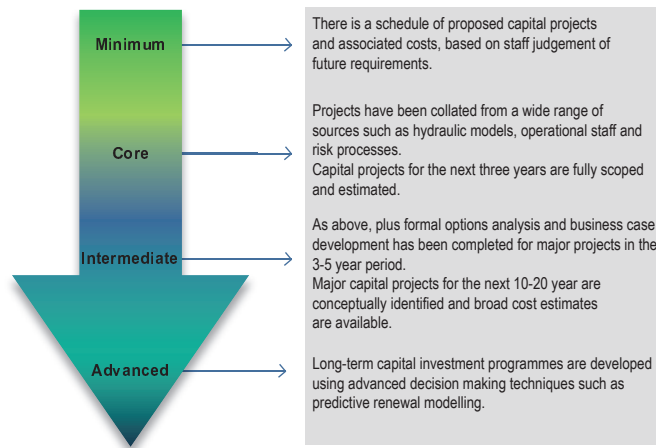 Minimum
There is a schedule of proposed capital projects
and associated costs, based on staff judgement of
future requirements.
Core
Projects have been collated from a wide range of
sources such as hydraulic models, operational staff and
risk processes.
Capital projects for the next three years are fully scoped
and estimated.
Intermediate
As above, plus formal options analysis and business case
development has been completed for major projects in the
3-5 year period.
Major capital projects for the next 10-20 year are
conceptually identified and broad cost estimates
are available.
Advanced
Long-term capital investment programmes are developed
using advanced decision making techniques such as
predictive renewal modelling.